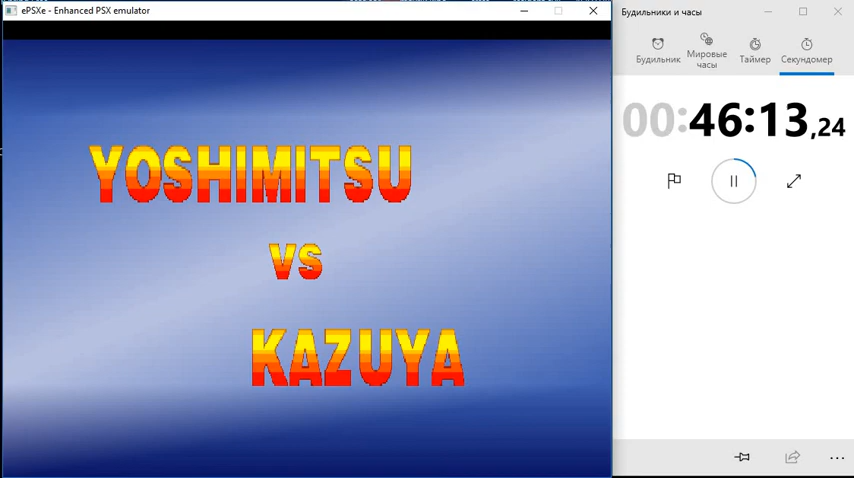 ePSXe - Enhanced PSX emulator
YOSHIMITSU
VS
KAZUYA
Будильники и часы
Будильник
Мировые
часы
Таймер
Секундомер
00:46:13,24